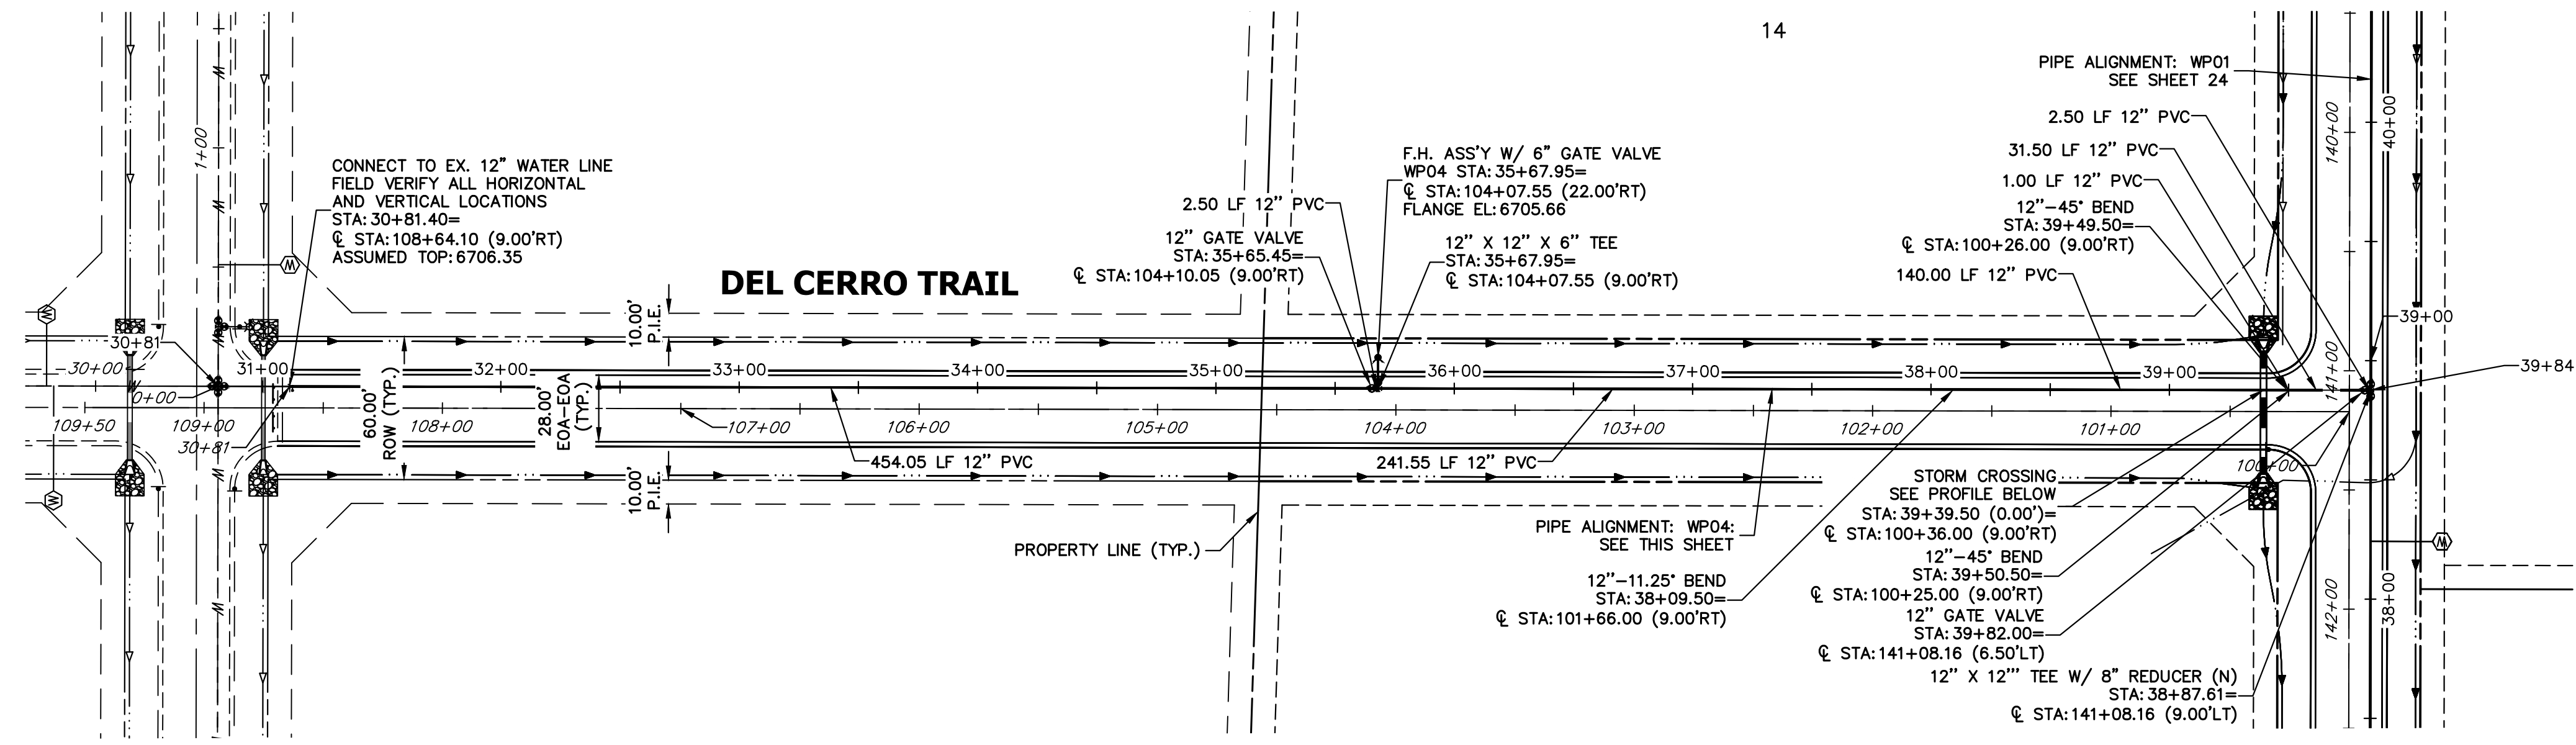 14
PIPE ALIGNMENT: WP01
SEE SHEET 24
2.50 LF 12" PVC
31.50 LF 12" PVC
1.00 LF 12" PVC
12"-45° BEND
STA: 39+49.50=
℄ STA: 100+26.00 (9.00'RT)
140.00 LF 12" PVC
140+00
40+00
1+00
CONNECT TO EX. 12" WATER LINE
FIELD VERIFY ALL HORIZONTAL
AND VERTICAL LOCATIONS
STA: 30+81.40=
℄ STA: 108+64.10 (9.00'RT)
ASSUMED TOP: 6706.35
F.H. ASS'Y W/ 6" GATE VALVE
WP04 STA: 35+67.95=
℄ STA: 104+07.55 (22.00'RT)
FLANGE EL: 6705.66
2.50 LF 12" PVC
12" GATE VALVE
STA: 35+65.45=
℄ STA: 104+10.05 (9.00'RT)
12" X 12" X 6" TEE
STA: 35+67.95=
℄ STA: 104+07.55 (9.00'RT)
W
W
DEL CERRO TRAIL
10.00'
P.I.E.
39+00
30+81
30+00
31+00
32+00
33+00
34+00
35+00
36+00
37+00
38+00
39+00
141+00
39+84
0+00
60.00'
ROW (TYP.)
28.00'
EOA-EOA
(TYP.)
109+50
109+00
108+00
107+00
106+00
105+00
104+00
103+00
102+00
101+00
100+00
30+81
454.05 LF 12" PVC
241.55 LF 12" PVC
10.00'
P.I.E.
W
STORM CROSSING
SEE PROFILE BELOW
STA: 39+39.50 (0.00')=
℄ STA: 100+36.00 (9.00'RT)
PIPE ALIGNMENT: WP04:
SEE THIS SHEET
PROPERTY LINE (TYP.)
W
12"-11.25° BEND
STA: 38+09.50=
℄ STA: 101+66.00 (9.00'RT)
12"-45° BEND
STA: 39+50.50=
℄ STA: 100+25.00 (9.00'RT)
12" GATE VALVE
STA: 39+82.00=
℄ STA: 141+08.16 (6.50'LT)
142+00
38+00
12" X 12"' TEE W/ 8" REDUCER (N)
STA: 38+87.61=
℄ STA: 141+08.16 (9.00'LT)